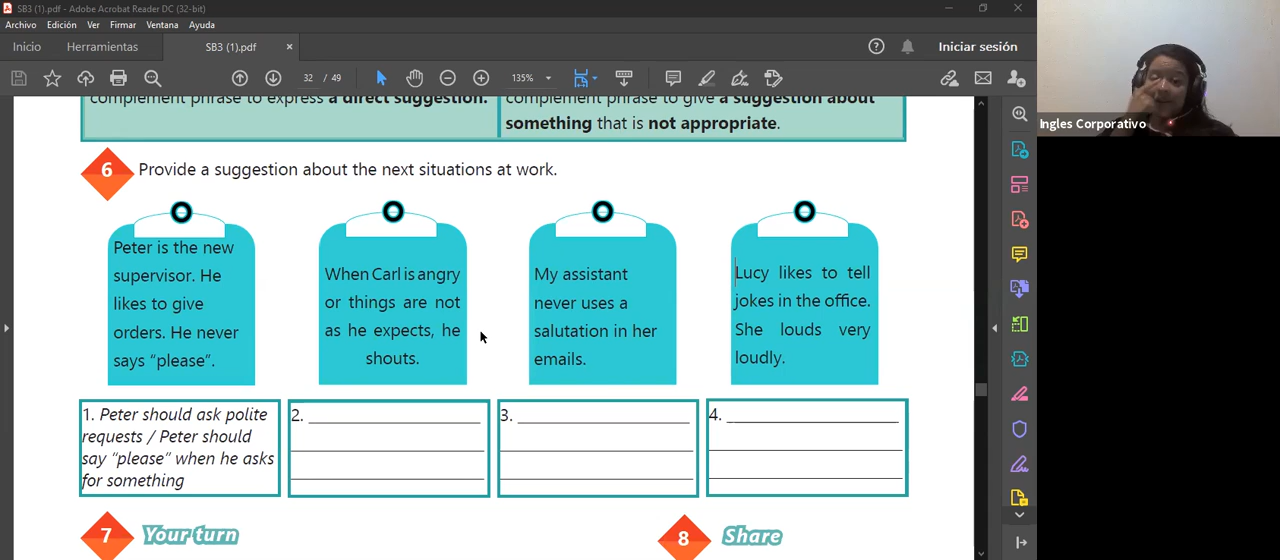 SB3 (1).pdf - Adobe Acrobat Reader DC (32-bit)
Archivo Edición Ver Firmar Ventana Ayuda
Inicio Herramientas SB3 (1).pdf × Iniciar sesión
32 / 49 135%
complement phrase to express a direct suggestion.
complement phrase to give a suggestion about
something that is not appropriate.
6 Provide a suggestion about the next situations at work.
Peter is the new
supervisor. He
likes to give
orders. He never
says “please”.
When Carl is angry
or things are not
as he expects, he
shouts.
My assistant
never uses a
salutation in her
emails.
Lucy likes to tell
jokes in the office.
She louds very
loudly.
1. Peter should ask polite
requests / Peter should
say “please” when he asks
for something
2.
3.
4.
7 Your turn
8 Share
Ingles Corporativo